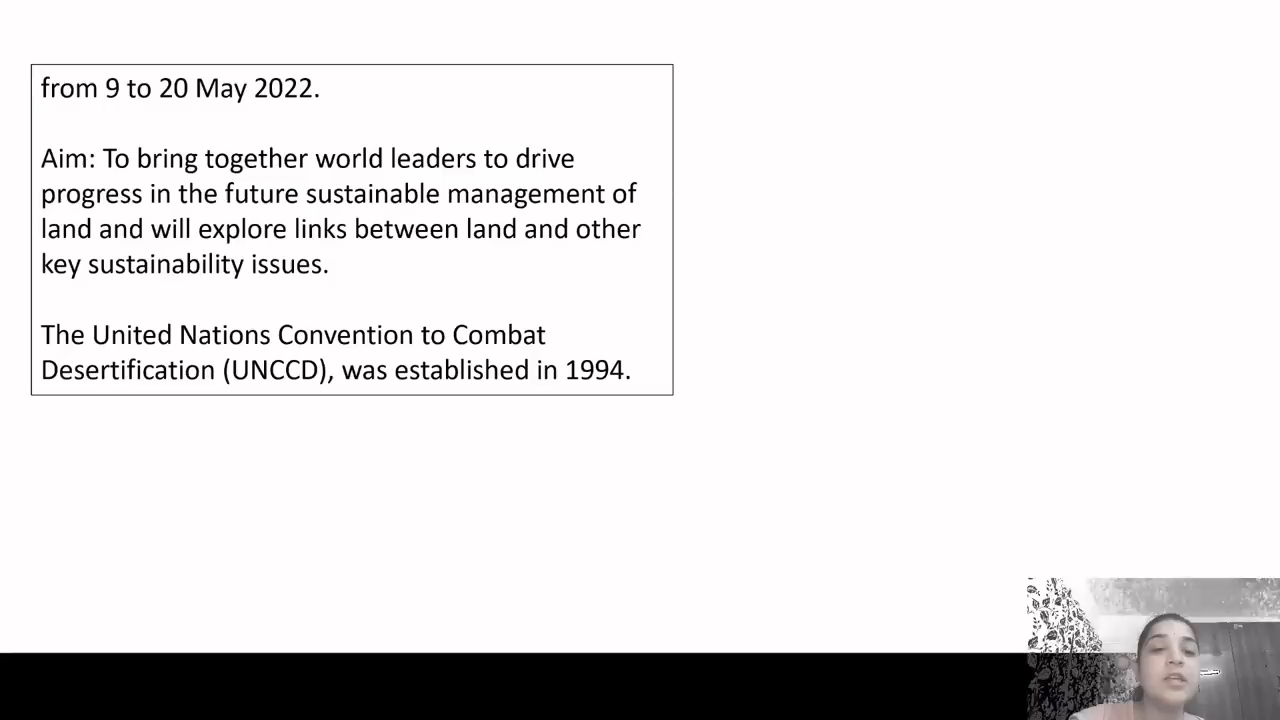 from 9 to 20 May 2022.
Aim: To bring together world leaders to drive
progress in the future sustainable management of
land and will explore links between land and other
key sustainability issues.
The United Nations Convention to Combat
Desertification (UNCCD), was established in 1994.